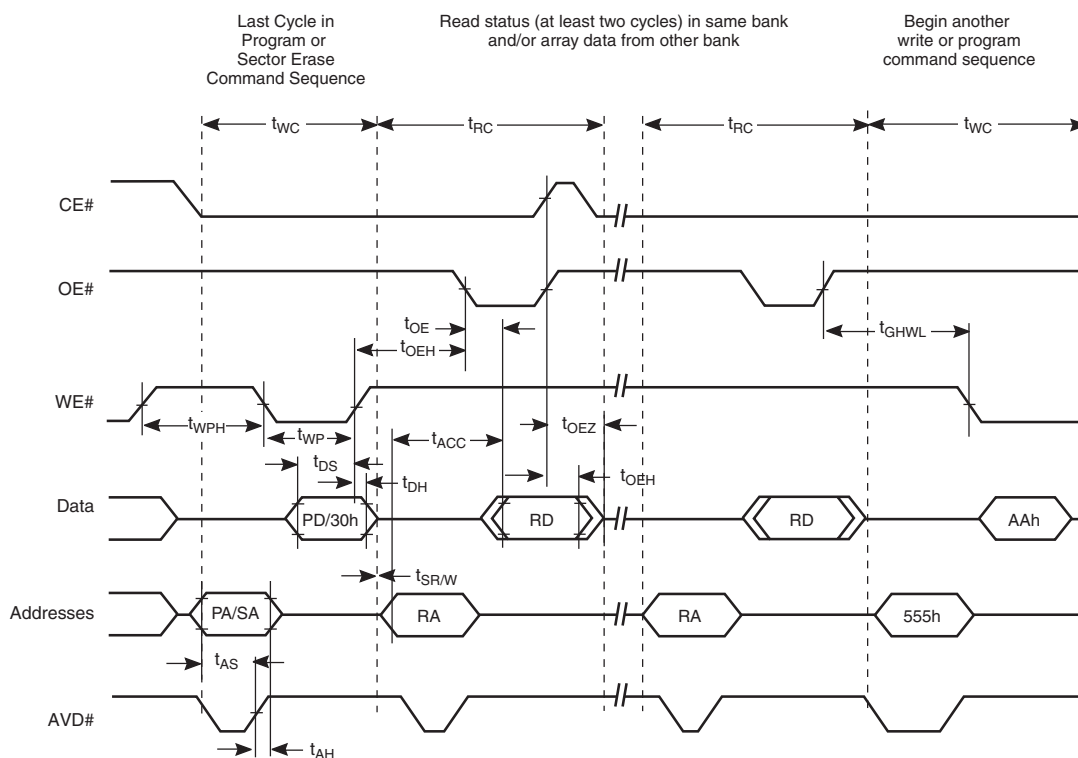 Last Cycle in
Program or
Sector Erase
Command Sequence
Read status (at least two cycles) in same bank
and/or array data from other bank
Begin another
write or program
command sequence
tWC
tRC
tRC
tWC
CE#
OE#
tOE
tOEH
tGHWL
WE#
tWPH
tWP
tACC
tOEZ
tDS
tDH
tOEH
Data
PD/30h
RD
RD
AAh
tSR/W
Addresses
PA/SA
RA
RA
555h
tAS
AVD#
tAH